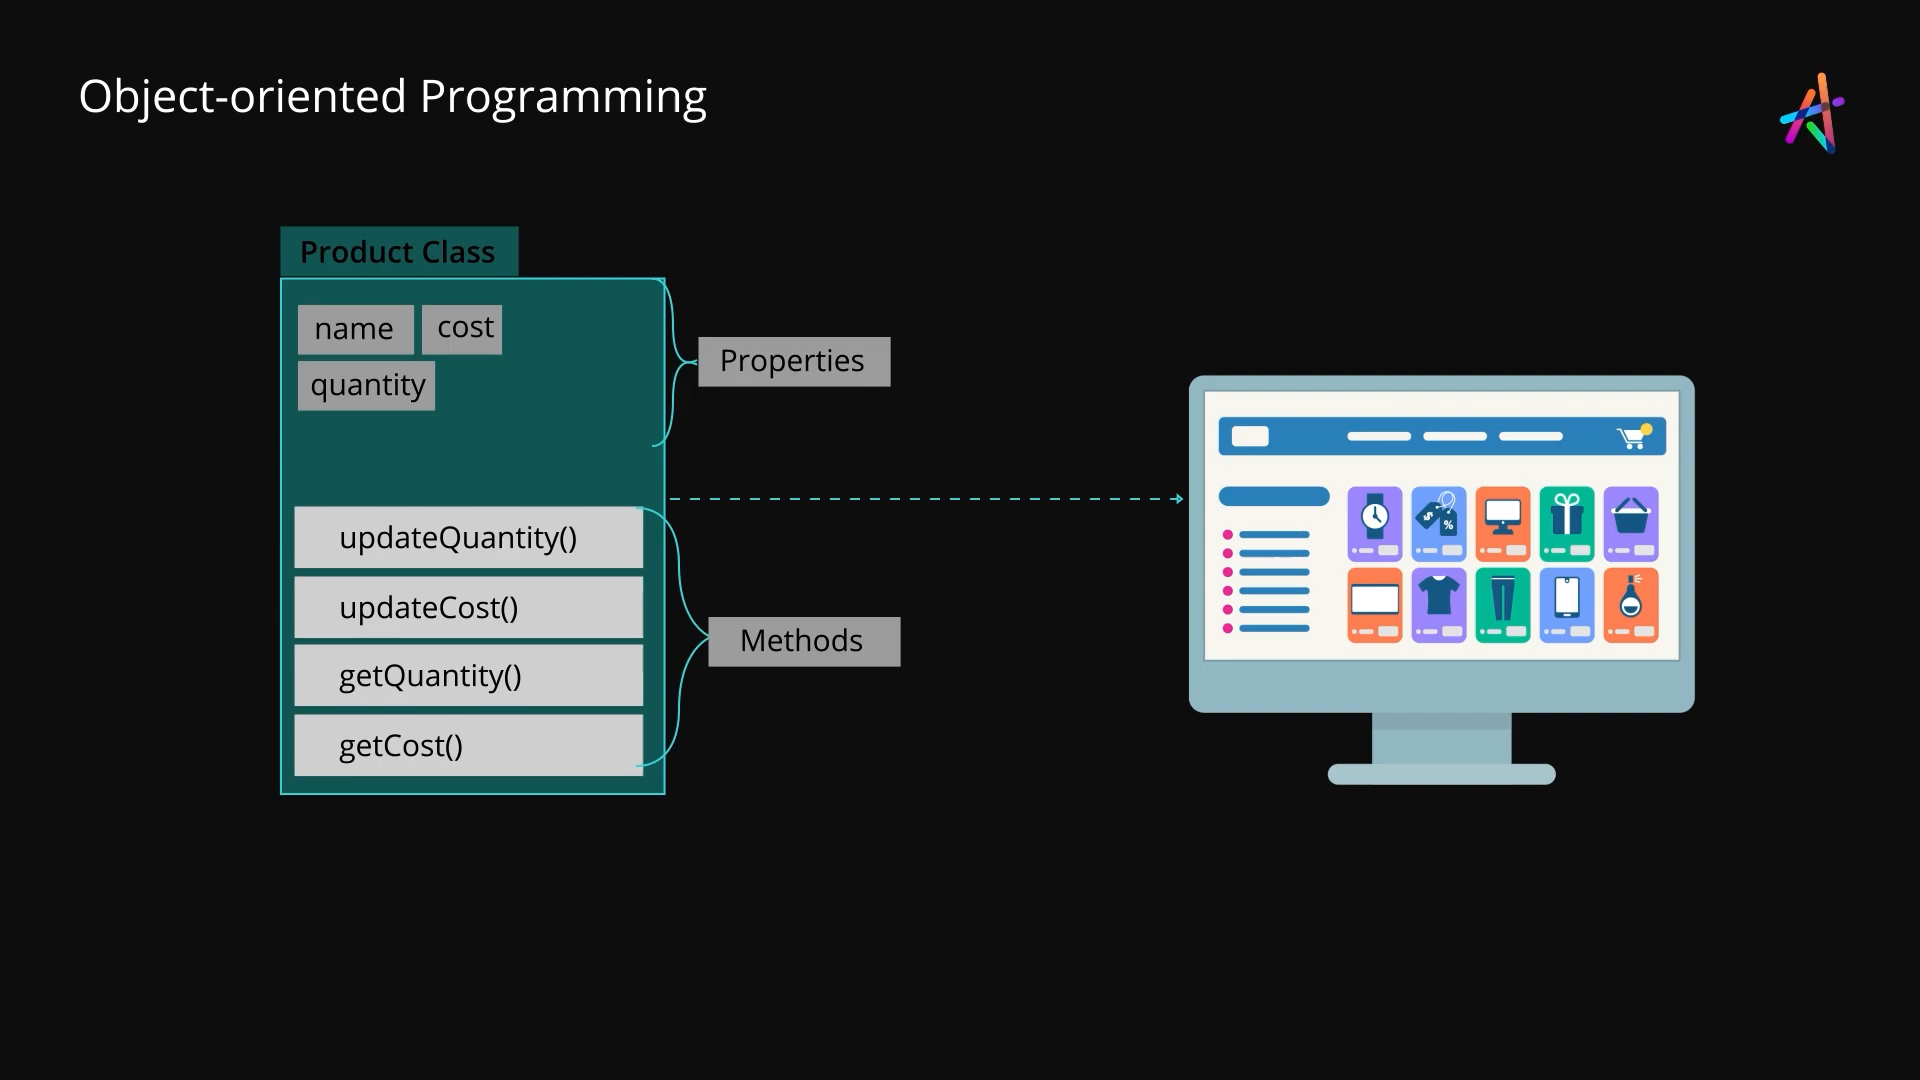 Object-oriented Programming
Product Class
name cost
quantity
Properties
updateQuantity()
updateCost()
getQuantity()
getCost()
Methods
$
%